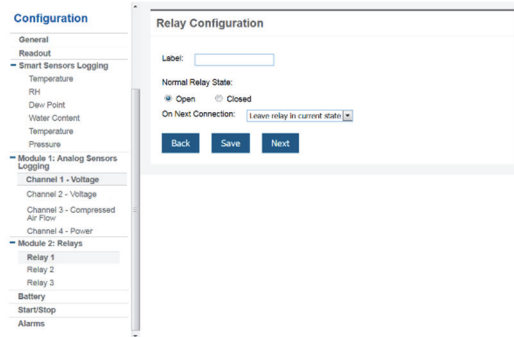 Configuration
General
Readout
Smart Sensors Logging
Temperature
RH
Dew Point
Water Content
Temperature
Pressure
Module 1: Analog Sensors
Logging
Channel 1 - Voltage
Channel 2 - Voltage
Channel 3 - Compressed
Air Flow
Channel 4 - Power
Module 2: Relays
Relay 1
Relay 2
Relay 3
Battery
Start/Stop
Alarms
Relay Configuration
Label:
Normal Relay State:
Open Closed
On Next Connection: Leave relay in current state
Back Save Next